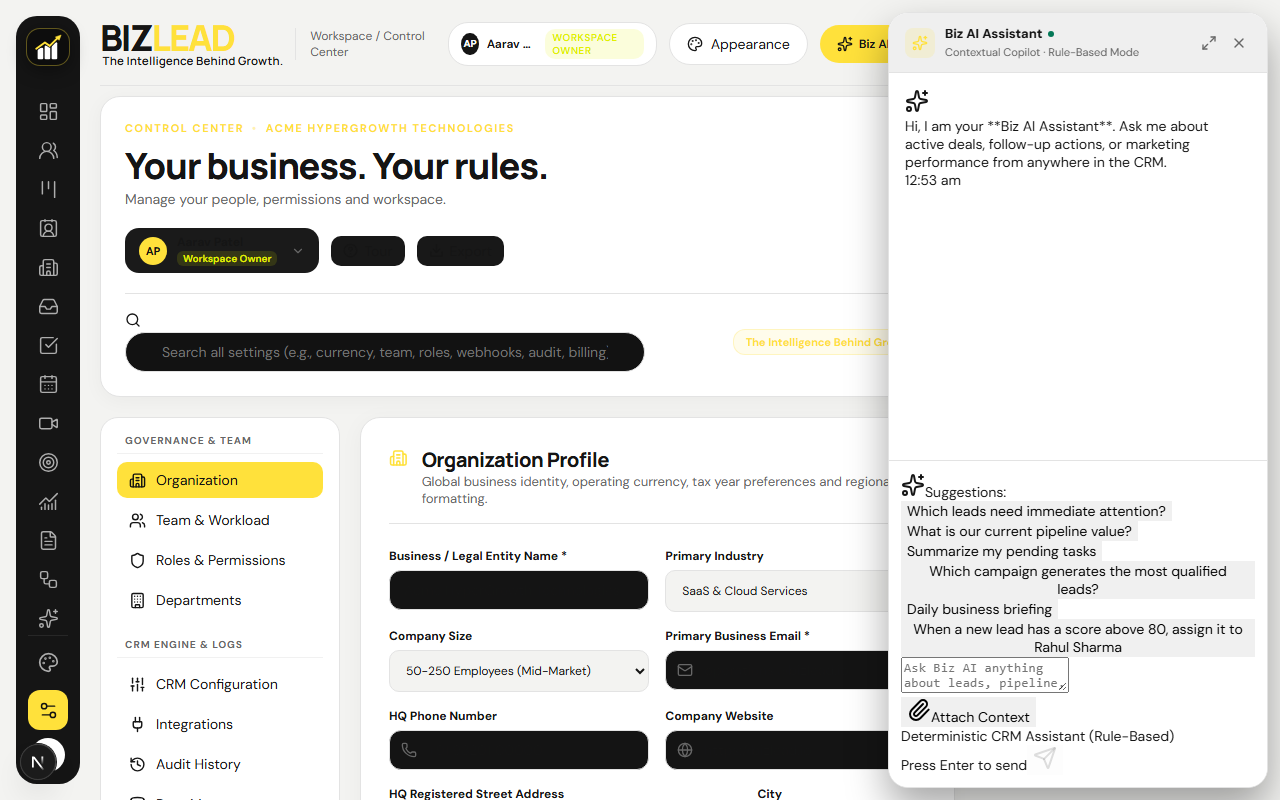 BIZLEAD
The Intelligence Behind Growth.
Workspace / Control
Center
AP
Aarav ...
WORKSPACE
OWNER
Appearance
Biz AI
CONTROL CENTER · ACME HYPERGROWTH TECHNOLOGIES
Your business. Your rules.
Manage your people, permissions and workspace.
AP
Aarav Patel
Workspace Owner
Search all settings (e.g., currency, team, roles, webhooks, audit, billing
The Intelligence Behind Gro
GOVERNANCE & TEAM
Organization
Team & Workload
Roles & Permissions
Departments
CRM ENGINE & LOGS
CRM Configuration
Integrations
Audit History
Organization Profile
Global business identity, operating currency, tax year preferences and regiona
formatting.
Business / Legal Entity Name *
Primary Industry
SaaS & Cloud Services
Company Size
Primary Business Email *
50-250 Employees (Mid-Market)
HQ Phone Number
Company Website
HQ Registered Street Address
City
N
Biz AI Assistant
Contextual Copilot · Rule-Based Mode
Hi, I am your **Biz AI Assistant**. Ask me about
active deals, follow-up actions, or marketing
performance from anywhere in the CRM.
12:53 am
Suggestions:
Which leads need immediate attention?
What is our current pipeline value?
Summarize my pending tasks
Which campaign generates the most qualified
leads?
Daily business briefing
When a new lead has a score above 80, assign it to
Rahul Sharma
Ask Biz AI anything
about leads, pipeline,
Attach Context
Deterministic CRM Assistant (Rule-Based)
Press Enter to send